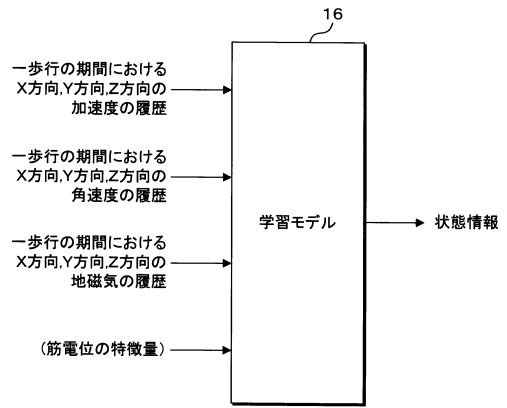 16
一歩行の期間における
X方向,Y方向,Z方向の
加速度の履歴
一歩行の期間における
X方向,Y方向,Z方向の
角速度の履歴
一歩行の期間における
X方向,Y方向,Z方向の
地磁気の履歴
(筋電位の特徴量)
学習モデル
状態情報